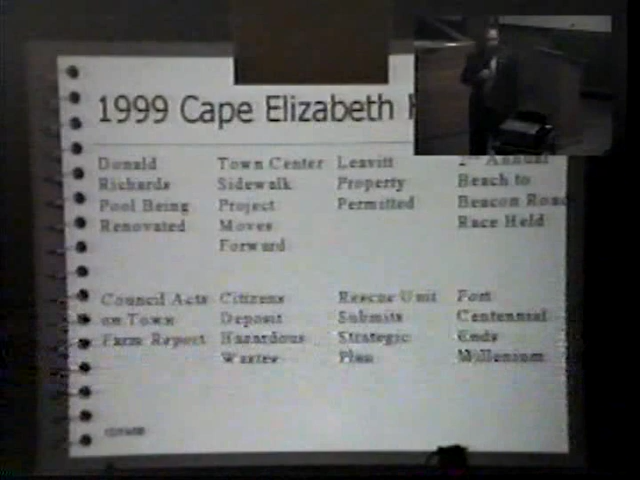 1999 Cape Elizabeth
Donald
Richards
Pool Being
Renovated
Town Center
Sidewalk
Project
Moves
Forward
Leavitt
Property
Permitted
2nd Annual
Beach to
Beacon Road
Race Held
Council Acts
on Town
Farm Report
Citizens
Deposit
Hazardous
Wastes
Rescue Unit
Submits
Strategic
Plan
Fort
Centennial
Ends
Millenium